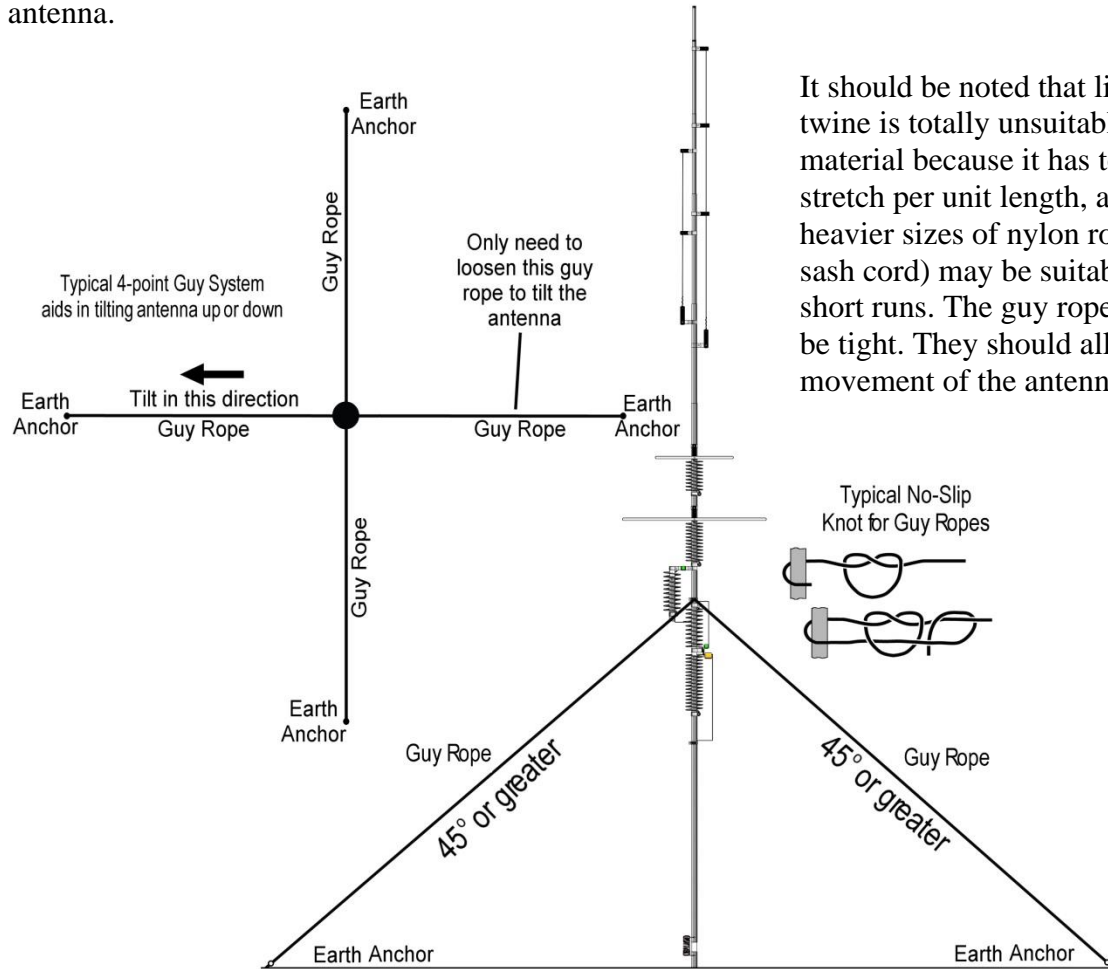 antenna.
It should be noted that li
twine is totally unsuitabl
material because it has t
stretch per unit length, a
heavier sizes of nylon ro
sash cord) may be suitab
short runs. The guy rope
be tight. They should all
movement of the antenn
Earth
Anchor
Guy Rope
Typical 4-point Guy System
aids in tilting antenna up or down
Only need to
loosen this guy
rope to tilt the
antenna
Tilt in this direction
Earth
Anchor
Guy Rope
Guy Rope
Earth
Anchor
Guy Rope
Earth
Anchor
Typical No-Slip
Knot for Guy Ropes
Guy Rope
45° or greater
45° or greater
Guy Rope
Earth Anchor
Earth Anchor